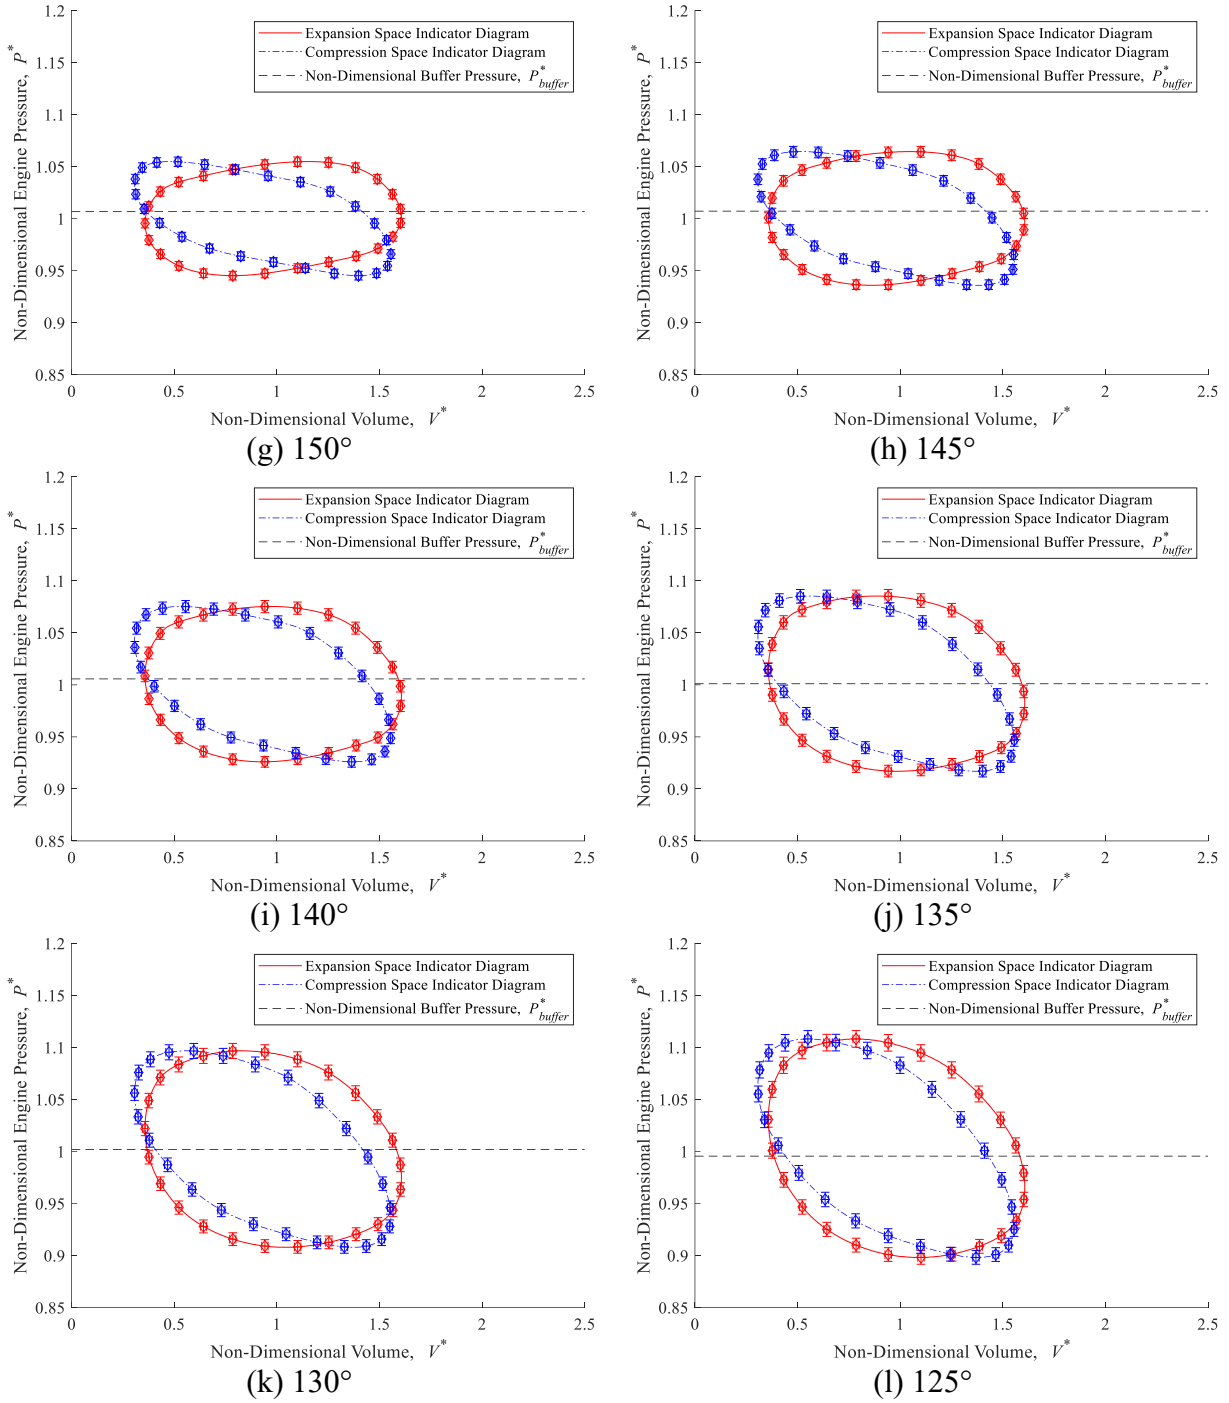 1.2
1.15
1.1
1.05
1
0.95
0.9
0.85
0
0.5
1
1.5
2
2.5
Non-Dimensional Engine Pressure, P*
Non-Dimensional Volume, V*
Expansion Space Indicator Diagram
Compression Space Indicator Diagram
Non-Dimensional Buffer Pressure, P*buffer
(g) 150°
1.2
1.15
1.1
1.05
1
0.95
0.9
0.85
0
0.5
1
1.5
2
2.5
Non-Dimensional Engine Pressure, P*
Non-Dimensional Volume, V*
Expansion Space Indicator Diagram
Compression Space Indicator Diagram
Non-Dimensional Buffer Pressure, P*buffer
(h) 145°
1.2
1.15
1.1
1.05
1
0.95
0.9
0.85
0
0.5
1
1.5
2
2.5
Non-Dimensional Engine Pressure, P*
Non-Dimensional Volume, V*
Expansion Space Indicator Diagram
Compression Space Indicator Diagram
Non-Dimensional Buffer Pressure, P*buffer
(i) 140°
1.2
1.15
1.1
1.05
1
0.95
0.9
0.85
0
0.5
1
1.5
2
2.5
Non-Dimensional Engine Pressure, P*
Non-Dimensional Volume, V*
Expansion Space Indicator Diagram
Compression Space Indicator Diagram
Non-Dimensional Buffer Pressure, P*buffer
(j) 135°
1.2
1.15
1.1
1.05
1
0.95
0.9
0.85
0
0.5
1
1.5
2
2.5
Non-Dimensional Engine Pressure, P*
Non-Dimensional Volume, V*
Expansion Space Indicator Diagram
Compression Space Indicator Diagram
Non-Dimensional Buffer Pressure, P*buffer
(k) 130°
1.2
1.15
1.1
1.05
1
0.95
0.9
0.85
0
0.5
1
1.5
2
2.5
Non-Dimensional Engine Pressure, P*
Non-Dimensional Volume, V*
Expansion Space Indicator Diagram
Compression Space Indicator Diagram
Non-Dimensional Buffer Pressure, P*buffer
(l) 125°